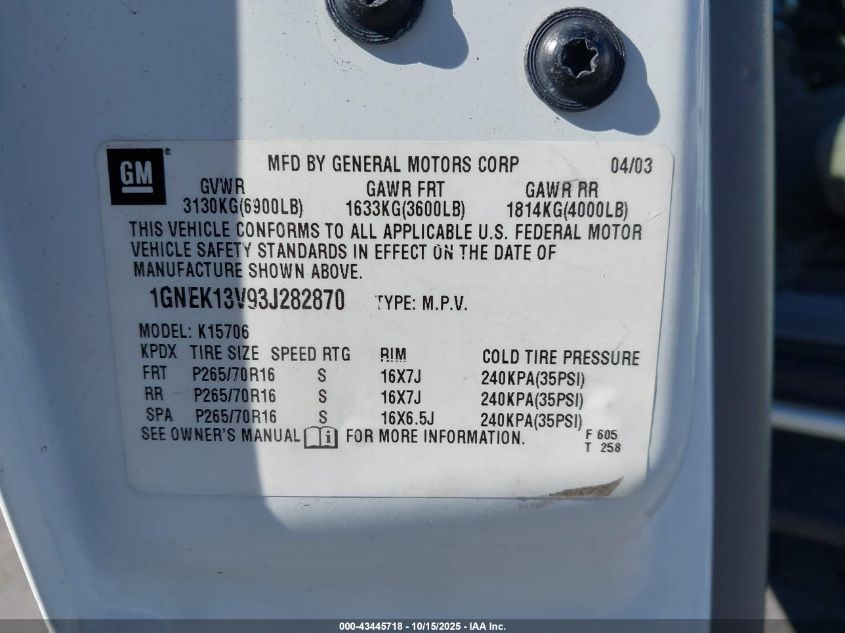 GM®
MFD BY GENERAL MOTORS CORP 04/03
GVWR GAWR FRT GAWR RR
3130KG(6900LB) 1633KG(3600LB) 1814KG(4000LB)
THIS VEHICLE CONFORMS TO ALL APPLICABLE U.S. FEDERAL MOTOR
VEHICLE SAFETY STANDARDS IN EFFECT ON THE DATE OF
MANUFACTURE SHOWN ABOVE.
1GNEK13V93J282870 TYPE: M.P.V.
MODEL: K15706
KPDX TIRE SIZE SPEED RTG RIM COLD TIRE PRESSURE
FRT P265/70R16 S 16X7J 240KPA(35PSI)
RR P265/70R16 S 16X7J 240KPA(35PSI)
SPA P265/70R16 S 16X6.5J 240KPA(35PSI)
SEE OWNER'S MANUAL i FOR MORE INFORMATION. F 605
T 258
000-43445718 - 10/15/2025 - IAA Inc.